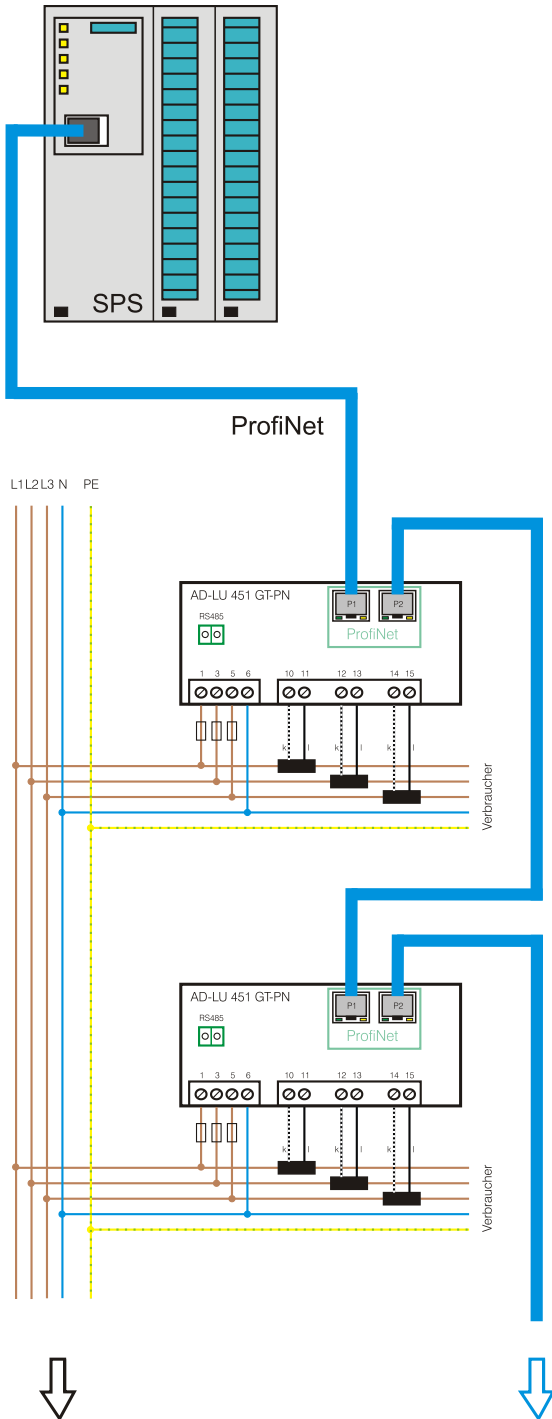 SPS
ProfiNet
L1 L2 L3 N PE
AD-LU 451 GT-PN
P1 P2
RS485
ProfiNet
1 3 5 6 10 11 12 13 14 15
k l k l k l
Verbraucher
AD-LU 451 GT-PN
P1 P2
RS485
ProfiNet
1 3 5 6 10 11 12 13 14 15
k l k l k l
Verbraucher